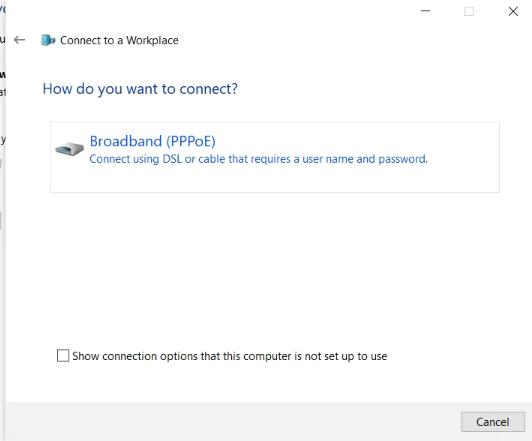 Connect to a Workplace
How do you want to connect?
Broadband (PPPoE)
Connect using DSL or cable that requires a user name and password.
Show connection options that this computer is not set up to use
Cancel